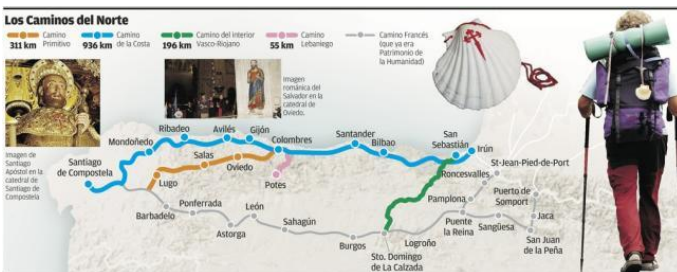 Los Caminos del Norte
Camino
Primitivo
311 km
Camino
de la Costa
936 km
Camino del interior
Vasco-Riojano
196 km
Camino
Lebaniego
55 km
Camino Francés
(que ya era
Patrimonio de
la Humanidad)
Imagen
románica del
Salvador en la
catedral de
Oviedo.
Imagen de
Santiago
Apóstol en la
catedral de
Santiago de
Compostela
Santiago
de Compostela
Mondoñedo
Ribadeo
Avilés
Gijón
Colombres
Santander
Bilbao
San
Sebastián
Irún
St-Jean-Pied-de-Port
Roncesvalles
Lugo
Salas
Oviedo
Potes
Barbadelo
Ponferrada
Astorga
León
Sahagún
Burgos
Sto. Domingo
de La Calzada
Logroño
Pamplona
Puente
la Reina
Sangüesa
Puerto de
Somport
Jaca
San Juan
de la Peña